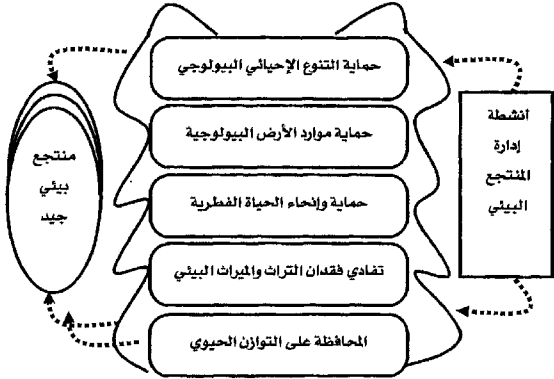 حماية التنوع الإحيائي البيولوجي
حماية موارد الأرض البيولوجية
حماية وإنحاء الحياة الفطرية
تفادي فقدان التراث والميراث البيئي
المحافظة على التوازن الحيوي
أنشطة
إدارة
المنتجع
البيئي
منتجع
بيئي
جيد